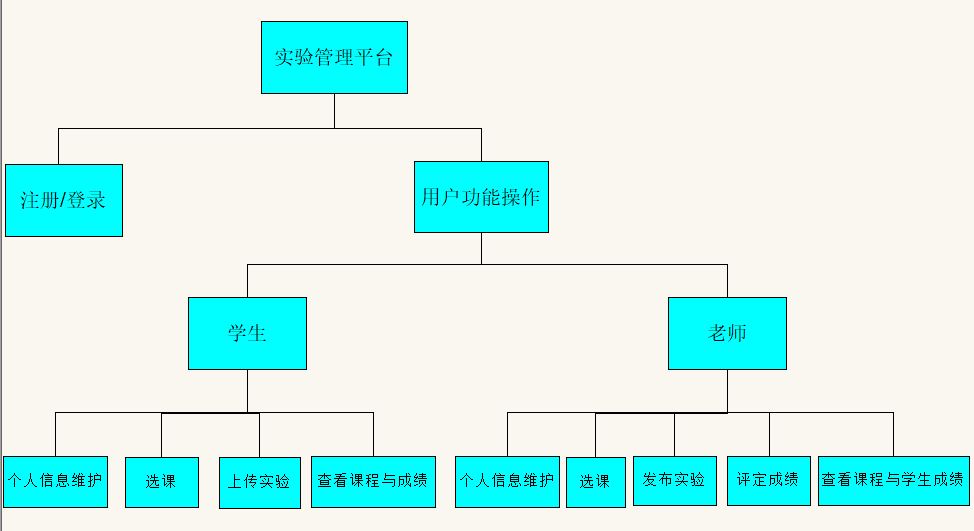 实验管理平台
注册/登录
用户功能操作
学生
老师
个人信息维护
选课
上传实验
查看课程与成绩
个人信息维护
选课
发布实验
评定成绩
查看课程与学生成绩